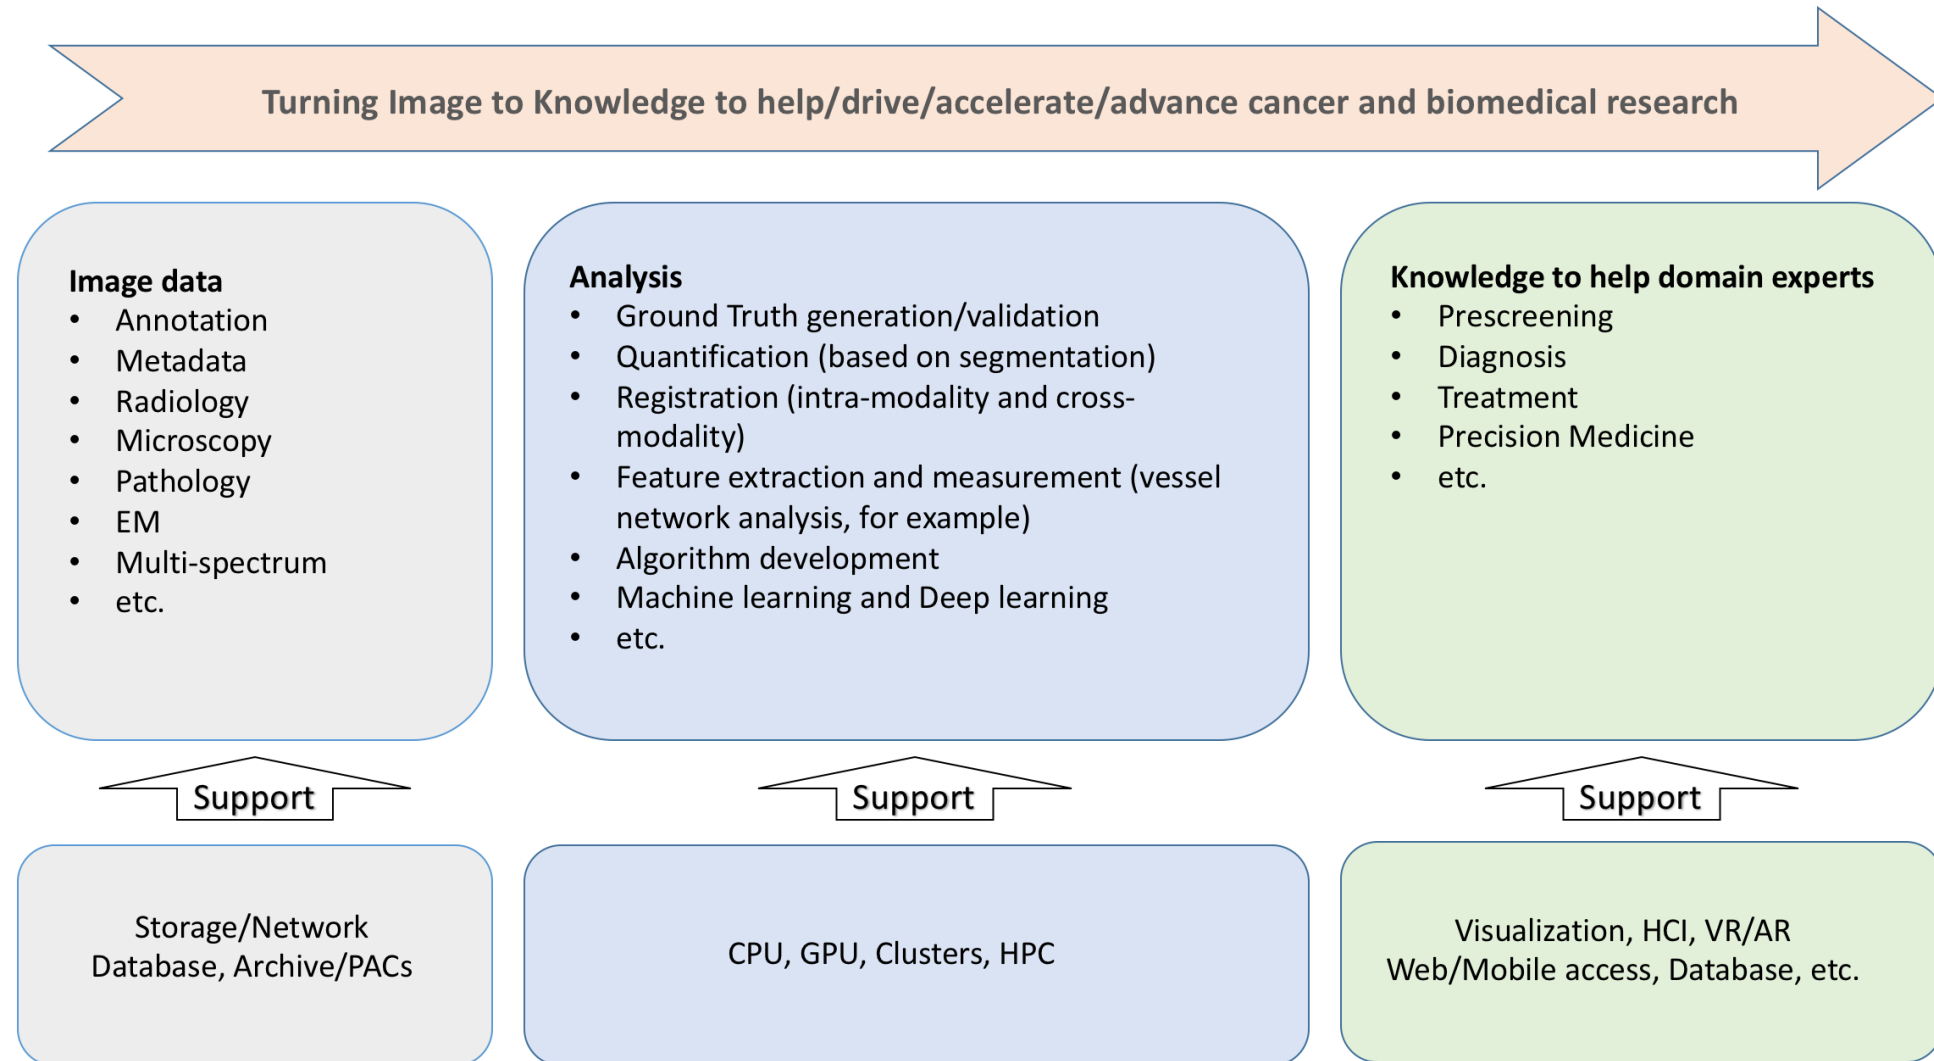 Turning Image to Knowledge to help/drive/accelerate/advance cancer and biomedical research
Image data
• Annotation
• Metadata
• Radiology
• Microscopy
• Pathology
• EM
• Multi-spectrum
• etc.
Analysis
• Ground Truth generation/validation
• Quantification (based on segmentation)
• Registration (intra-modality and cross-
modality)
• Feature extraction and measurement (vessel
network analysis, for example)
• Algorithm development
• Machine learning and Deep learning
• etc.
Knowledge to help domain experts
• Prescreening
• Diagnosis
• Treatment
• Precision Medicine
• etc.
Support
Support
Support
Storage/Network
Database, Archive/PACs
CPU, GPU, Clusters, HPC
Visualization, HCI, VR/AR
Web/Mobile access, Database, etc.